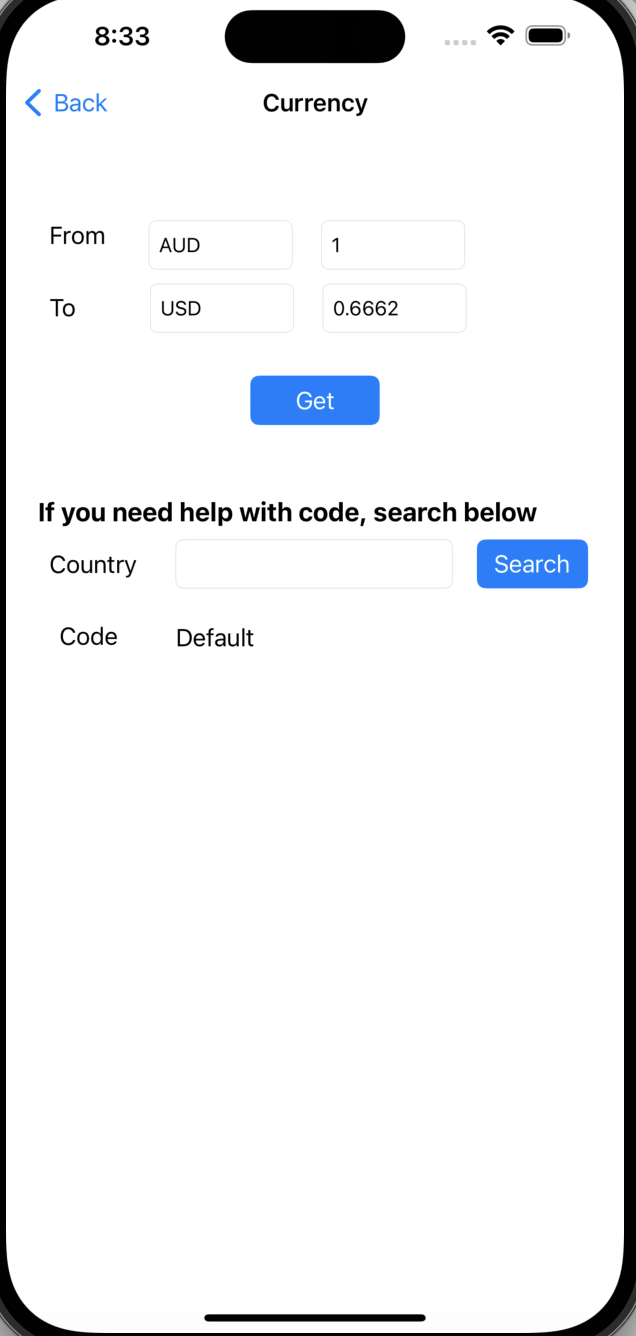 8:33
Back Currency
From AUD 1
To USD 0.6662
Get
If you need help with code, search below
Country Search
Code Default